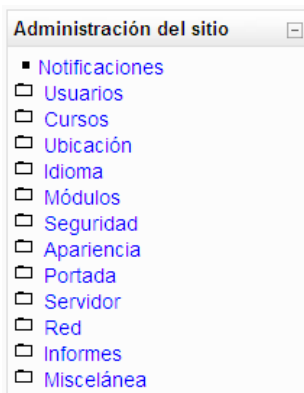 Administración del sitio
Notificaciones
Usuarios
Cursos
Ubicación
Idioma
Módulos
Seguridad
Apariencia
Portada
Servidor
Red
Informes
Miscelánea